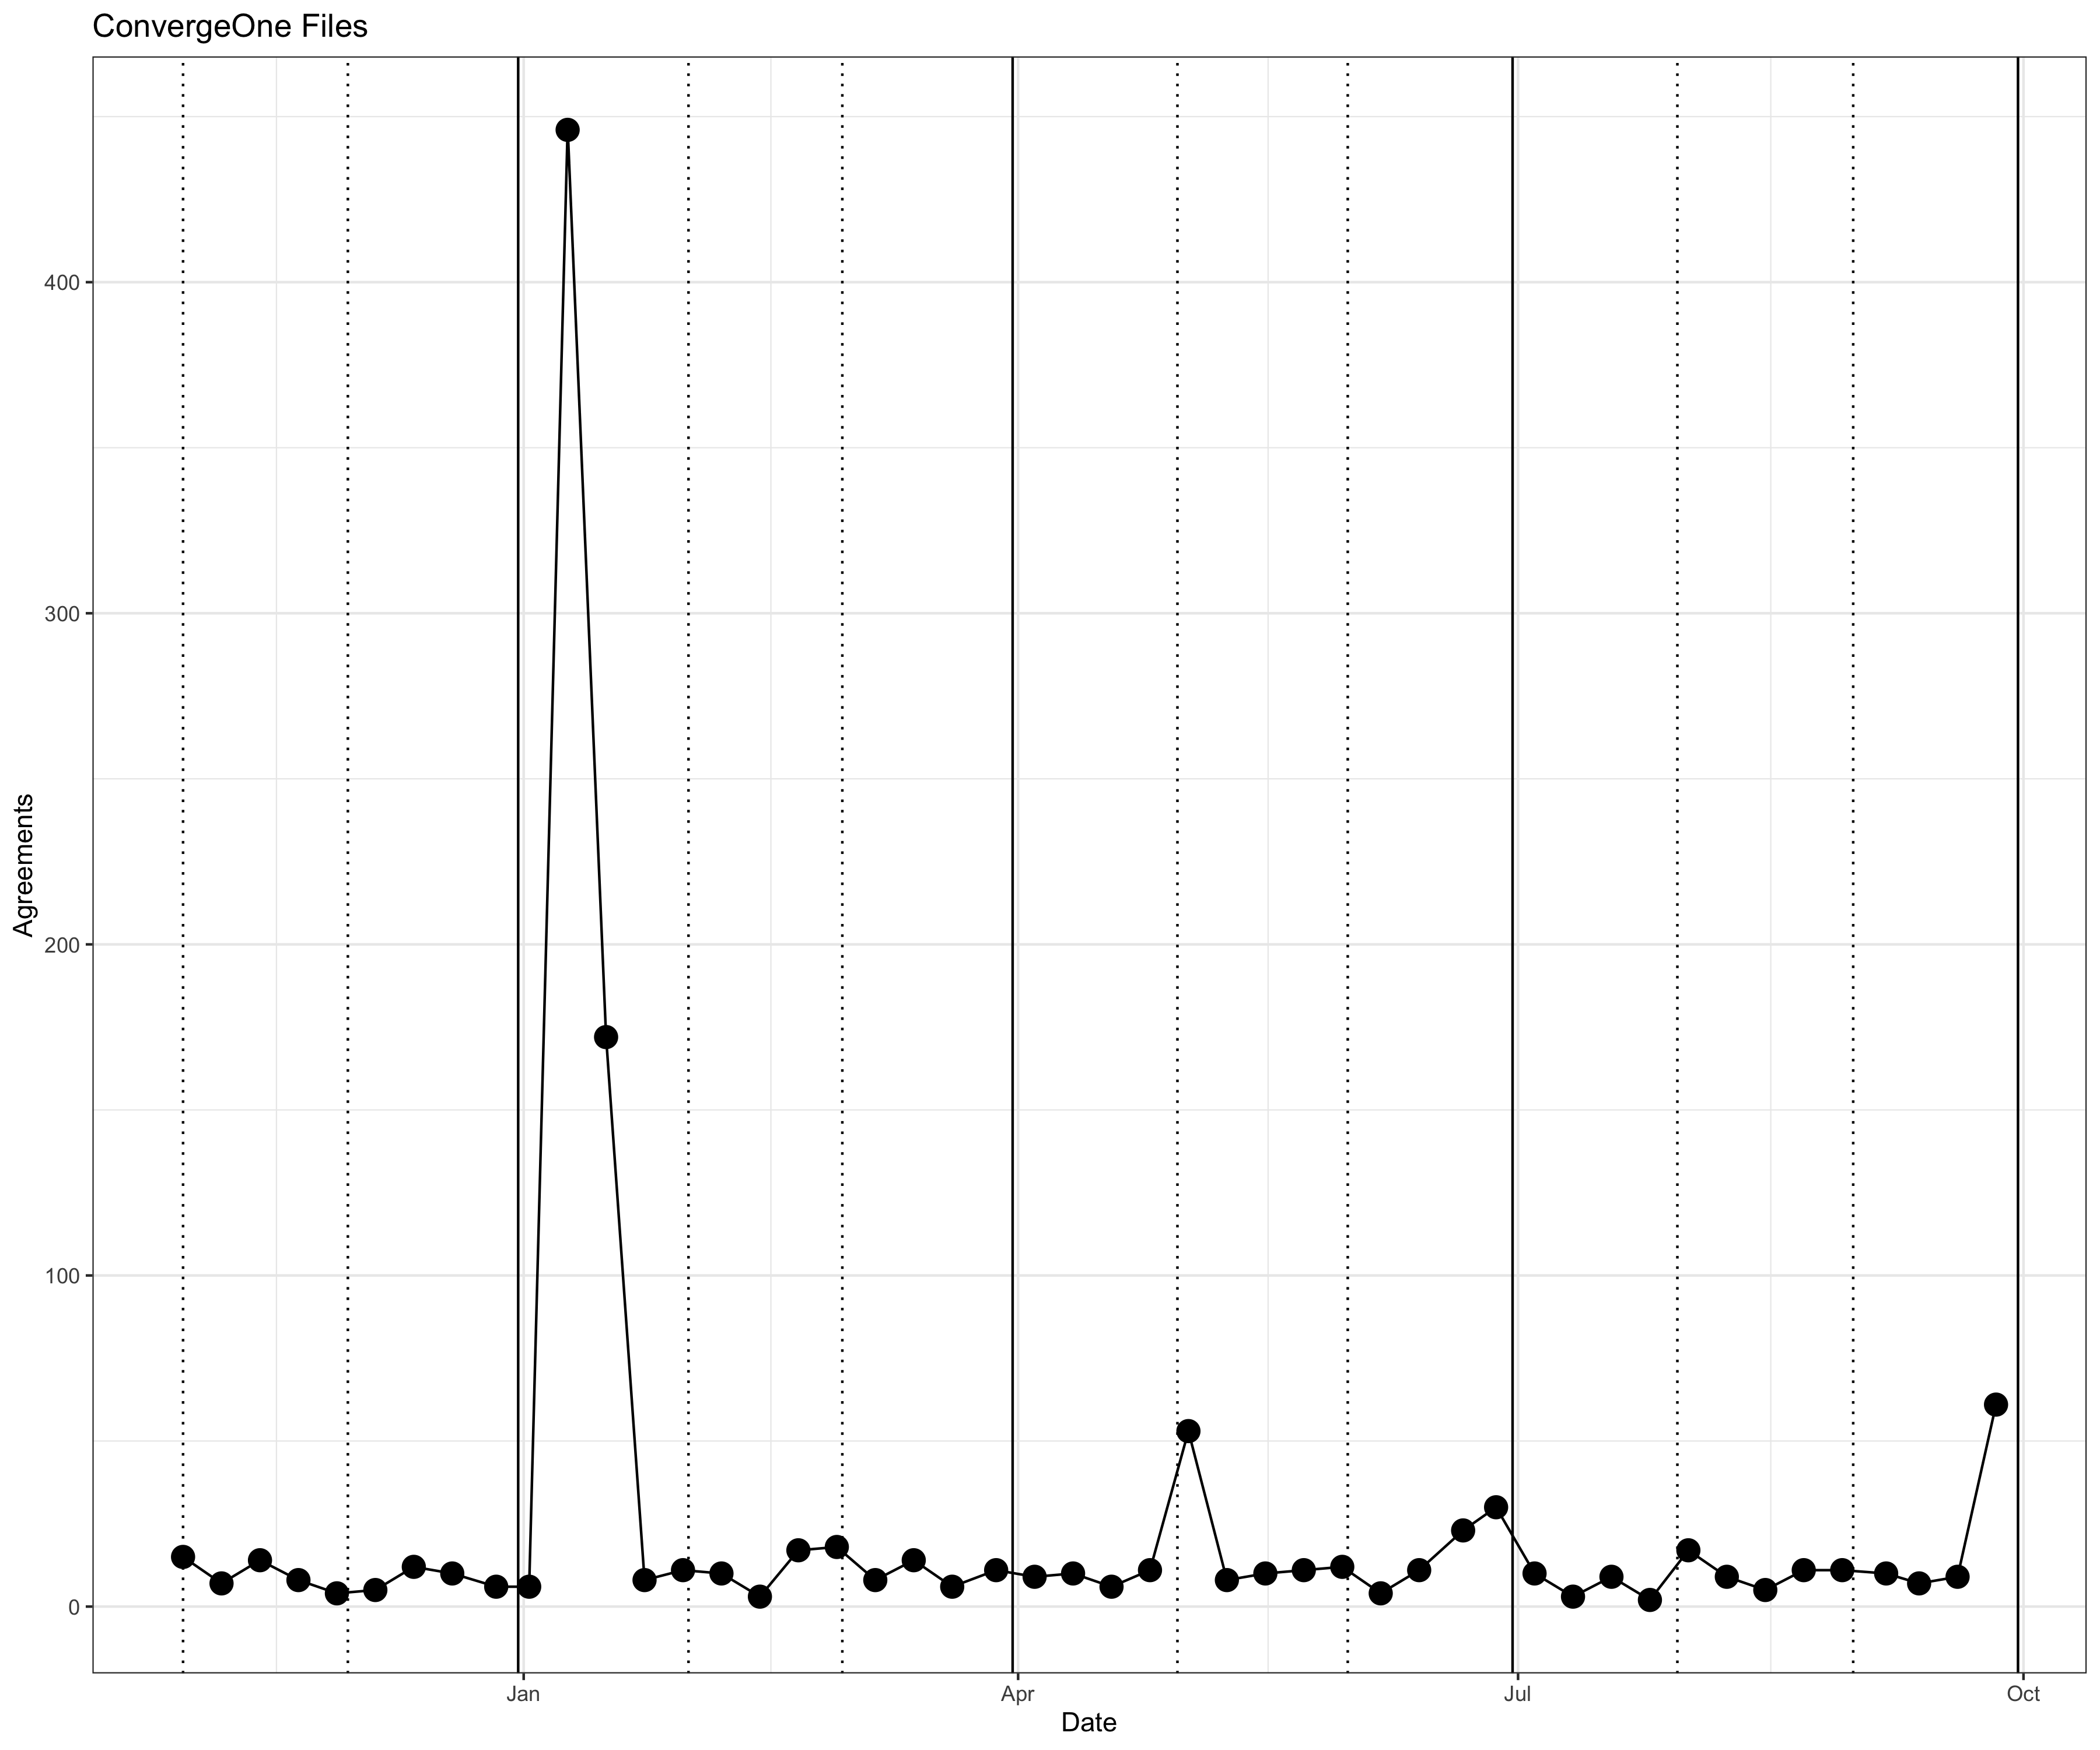 ConvergeOne Files
Agreements
400
300
200
100
0
Jan
Apr
Jul
Oct
Date